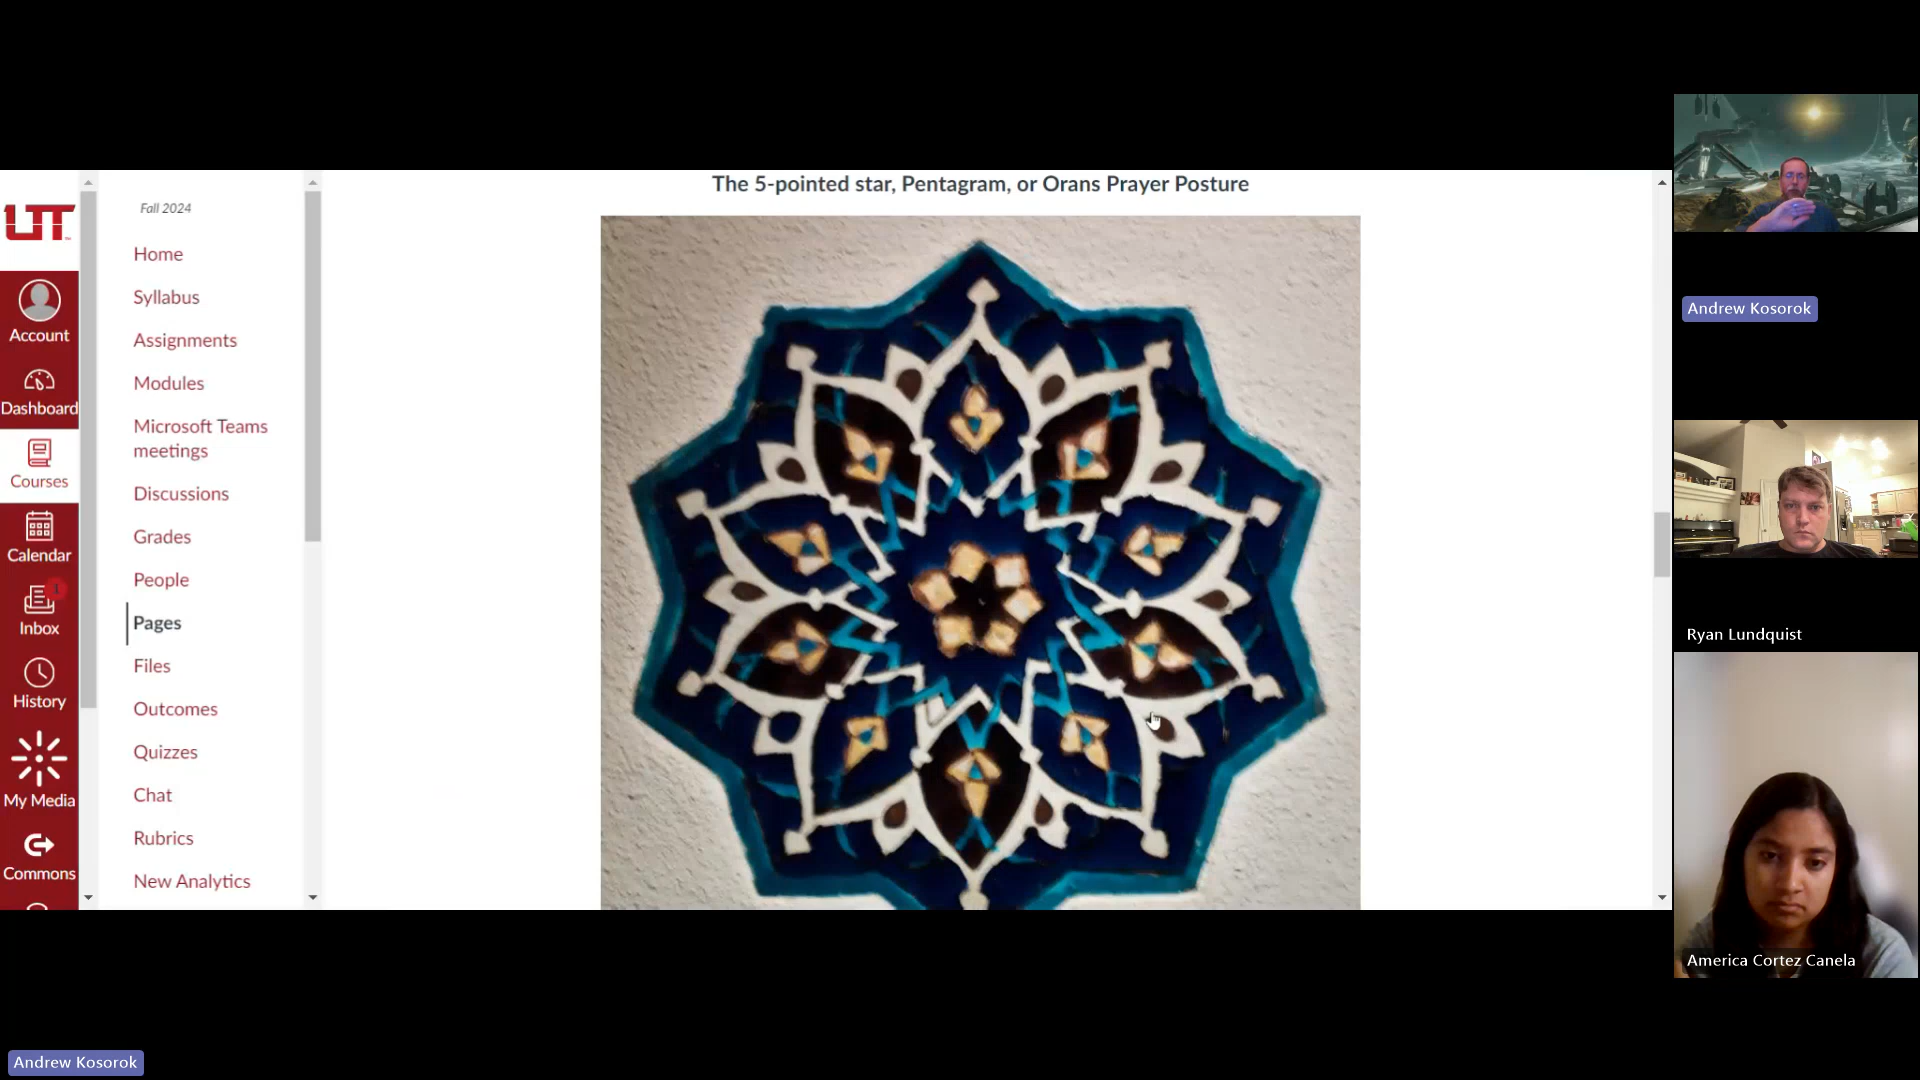 The 5-pointed star, Pentagram, or Orans Prayer Posture
UT
Account
Dashboard
Courses
Calendar
1
Inbox
History
My Media
Commons
Fall 2024
Home
Syllabus
Assignments
Modules
Microsoft Teams
meetings
Discussions
Grades
People
Pages
Files
Outcomes
Quizzes
Chat
Rubrics
New Analytics
Andrew Kosorok
Ryan Lundquist
America Cortez Canela
Andrew Kosorok